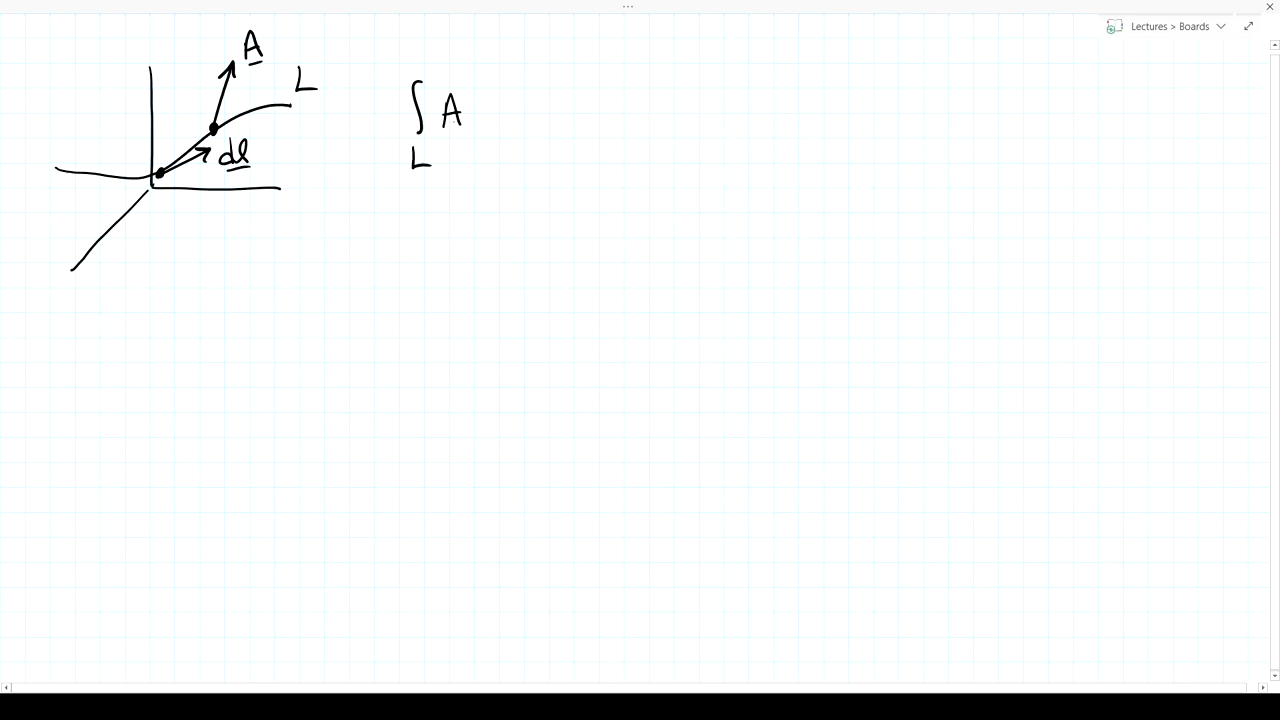 Lectures > Boards
A
L
dl
∫ A
L